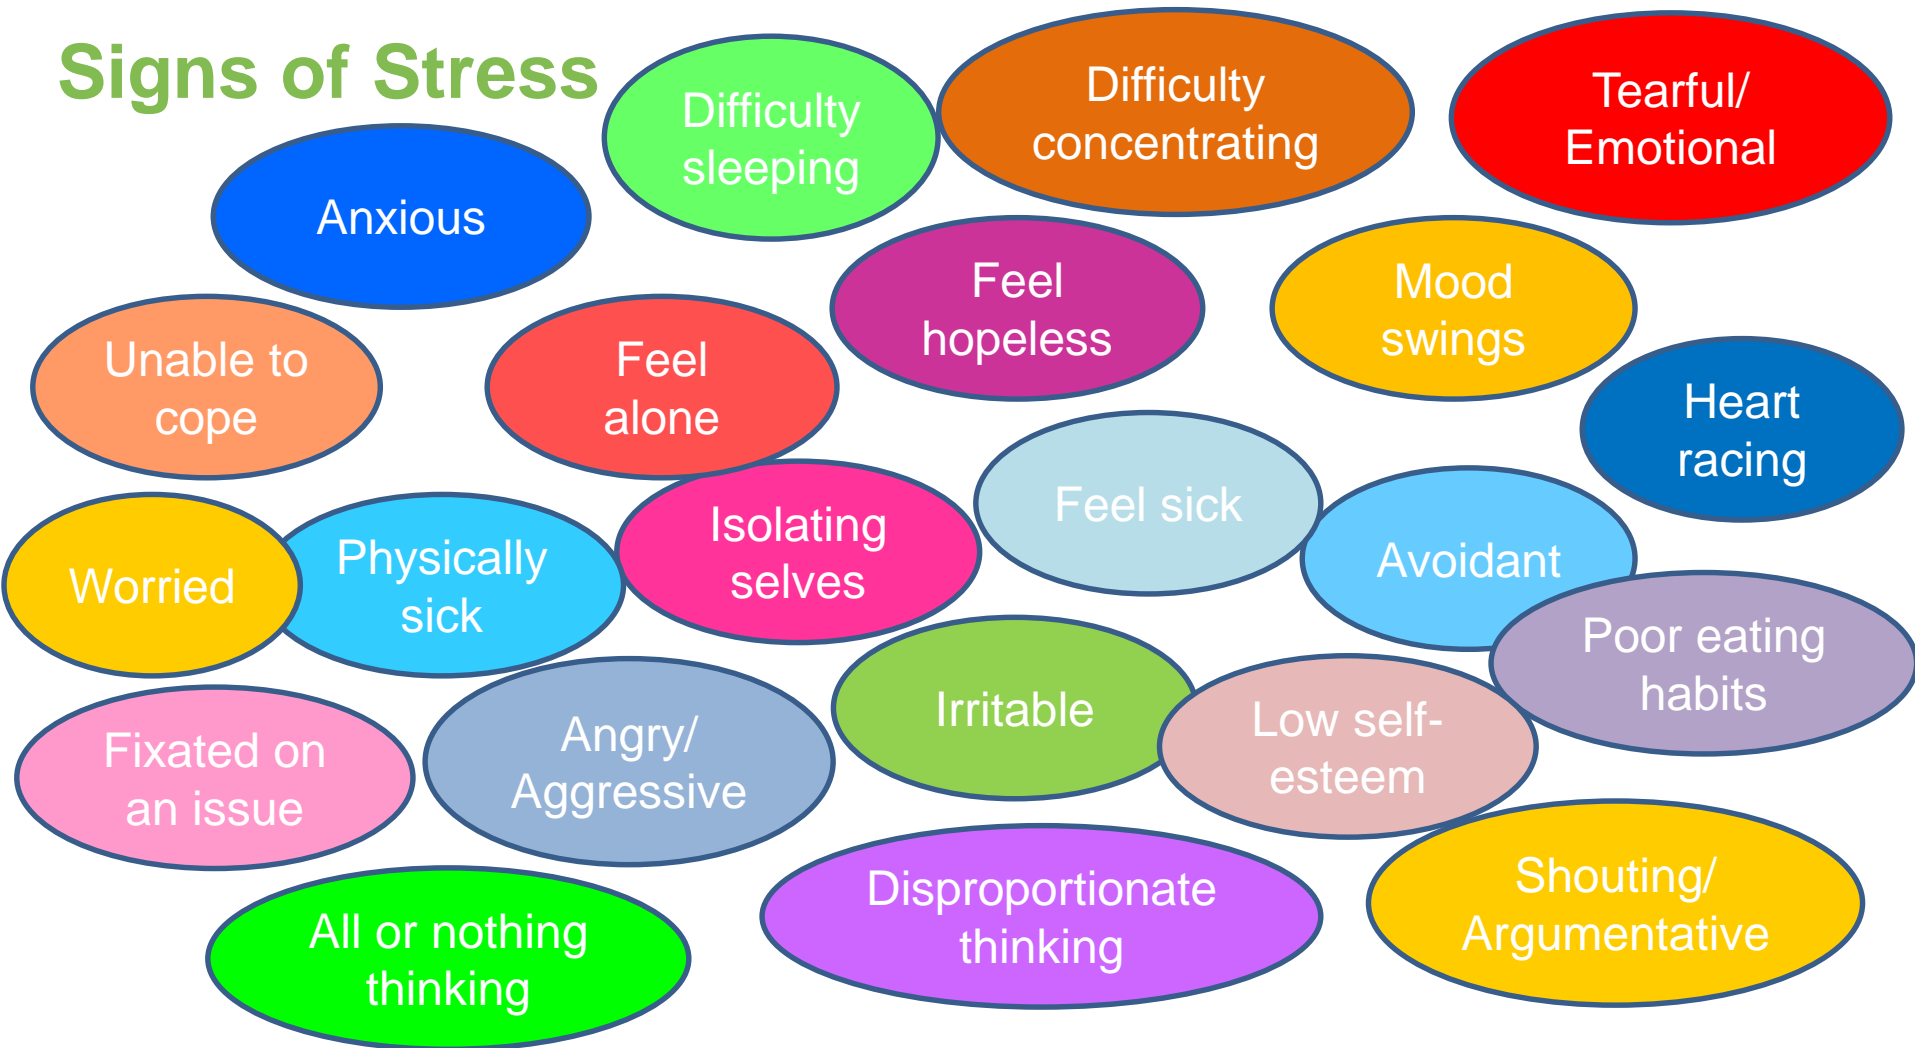 Signs of Stress
Difficulty
sleeping
Difficulty
concentrating
Tearful/
Emotional
Anxious
Feel
hopeless
Mood
swings
Unable to
cope
Feel
alone
Heart
racing
Worried
Physically
sick
Isolating
selves
Feel sick
Avoidant
Poor eating
habits
Fixated on
an issue
Angry/
Aggressive
Irritable
Low self-
esteem
All or nothing
thinking
Disproportionate
thinking
Shouting/
Argumentative